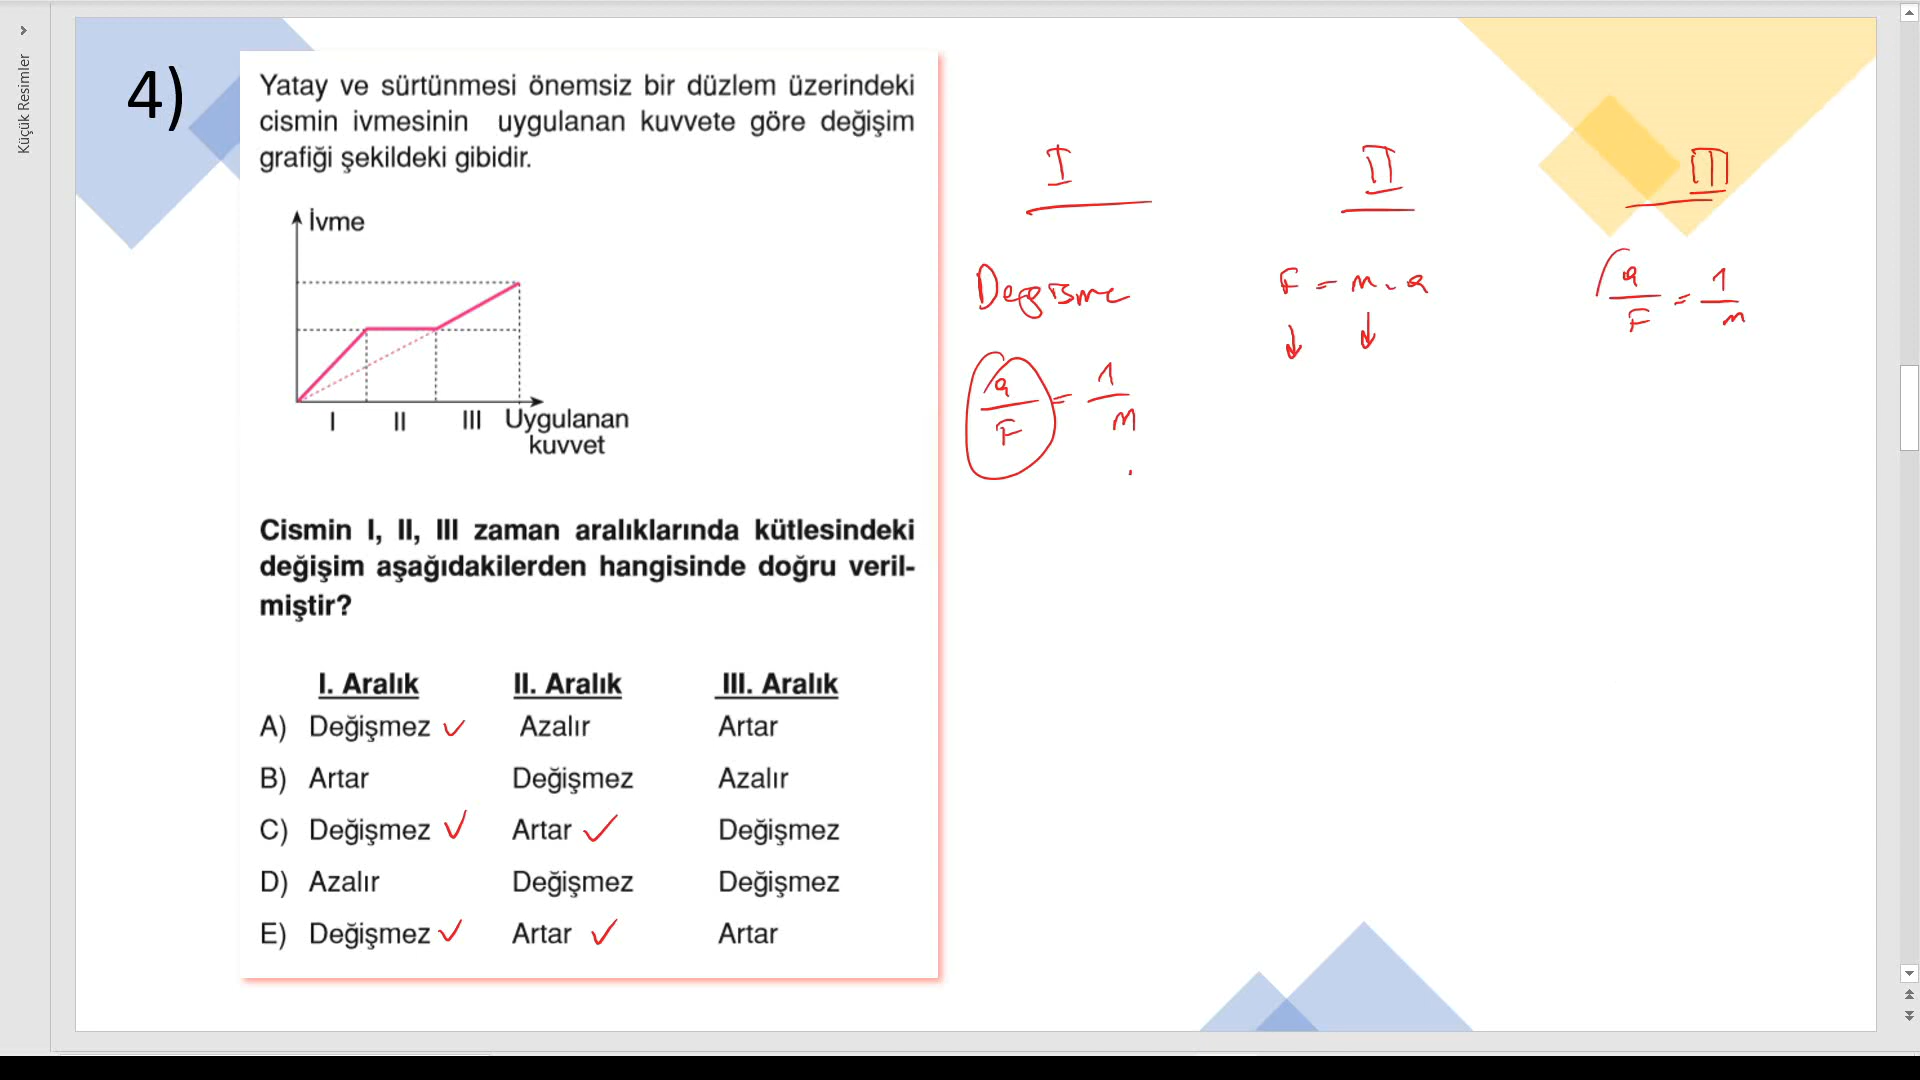 Küçük Resimler
4)
Yatay ve sürtünmesi önemsiz bir düzlem üzerindeki
cismin ivmesinin uygulanan kuvvete göre değişim
grafiği şekildeki gibidir.
İvme
I II III Uygulanan
kuvvet
Cismin I, II, III zaman aralıklarında kütlesindeki
değişim aşağıdakilerden hangisinde doğru veril-
miştir?
I. Aralık II. Aralık III. Aralık
A) Değişmez ✓ Azalır Artar
B) Artar Değişmez Azalır
C) Değişmez ✓ Artar ✓ Değişmez
D) Azalır Değişmez Değişmez
E) Değişmez ✓ Artar ✓ Artar
I II III
F = m . a
↓ ↓
a/F = 1/m
a/F = 1/m